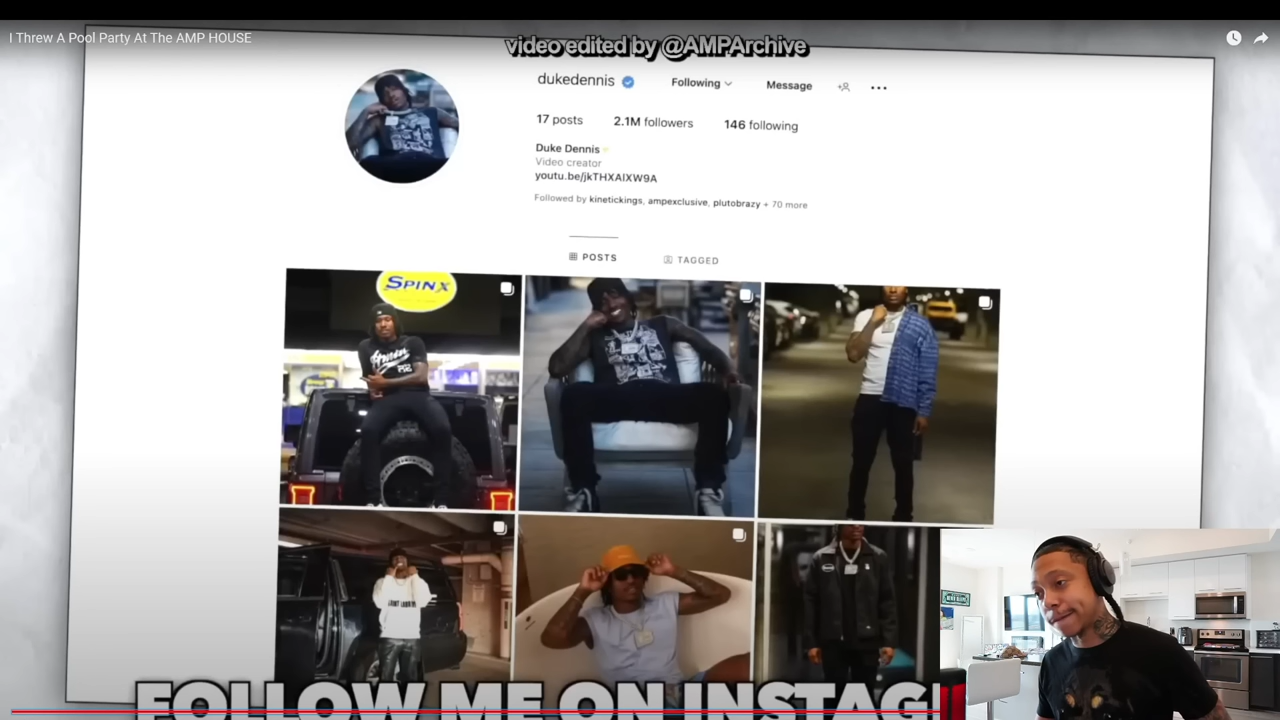 I Threw A Pool Party At The AMP HOUSE
video edited by @AMPArchive
dukedennis Following Message
17 posts 2.1M followers 146 following
Duke Dennis
Video creator
youtu.be/jkTHXAIXW9A
Followed by kinetickings, ampexclusive, plutobrazy + 70 more
POSTS TAGGED
SPINX
FOLLOW ME ON INSTAG